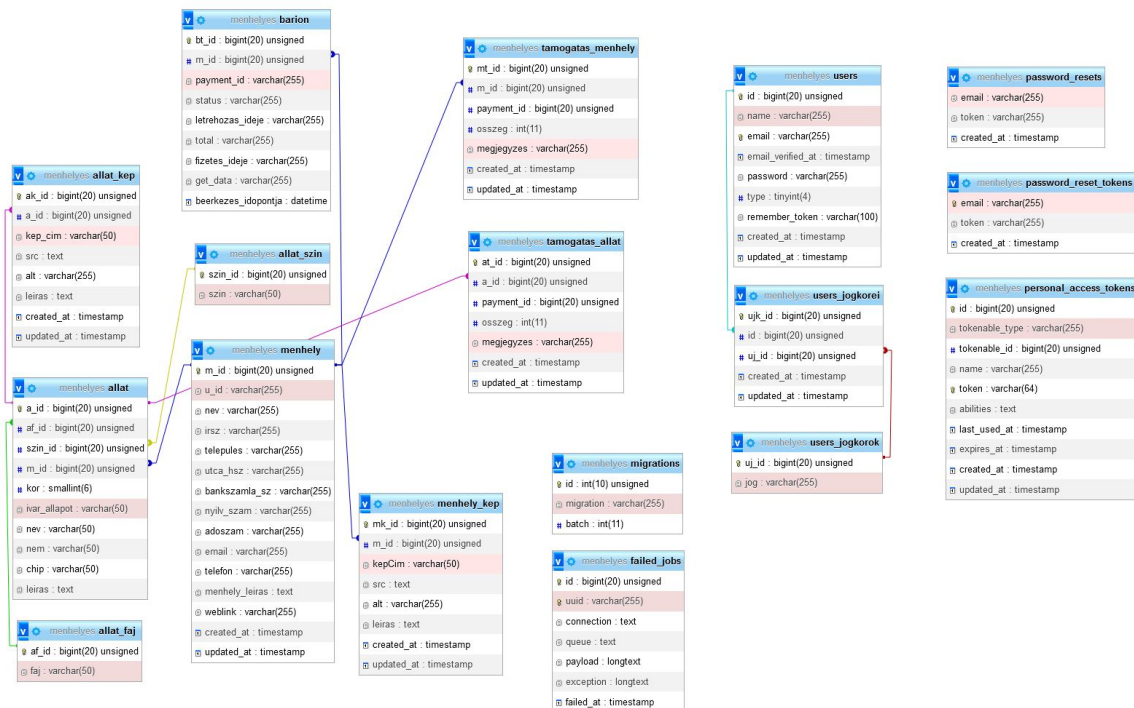 menhelyes barion
bt_id : bigint(20) unsigned
m_id : bigint(20) unsigned
payment_id : varchar(255)
status : varchar(255)
letrehozas_ideje : varchar(255)
total : varchar(255)
fizetes_ideje : varchar(255)
get_data : varchar(255)
beerkezes_idopontja : datetime
menhelyes tamogatas_menhely
mt_id : bigint(20) unsigned
m_id : bigint(20) unsigned
payment_id : bigint(20) unsigned
osszeg : int(11)
megjegyzes : varchar(255)
created_at : timestamp
updated_at : timestamp
menhelyes users
id : bigint(20) unsigned
name : varchar(255)
email : varchar(255)
email_verified_at : timestamp
password : varchar(255)
type : tinyint(4)
remember_token : varchar(100)
created_at : timestamp
updated_at : timestamp
menhelyes password_resets
email : varchar(255)
token : varchar(255)
created_at : timestamp
menhelyes allat_kep
ak_id : bigint(20) unsigned
a_id : bigint(20) unsigned
kep_cim : varchar(50)
src : text
alt : varchar(255)
leiras : text
created_at : timestamp
updated_at : timestamp
menhelyes password_reset_tokens
email : varchar(255)
token : varchar(255)
created_at : timestamp
menhelyes allat_szin
szin_id : bigint(20) unsigned
szin : varchar(50)
menhelyes tamogatas_allat
at_id : bigint(20) unsigned
a_id : bigint(20) unsigned
payment_id : bigint(20) unsigned
osszeg : int(11)
megjegyzes : varchar(255)
created_at : timestamp
updated_at : timestamp
menhelyes users_jogkorei
ujk_id : bigint(20) unsigned
id : bigint(20) unsigned
uj_id : bigint(20) unsigned
created_at : timestamp
updated_at : timestamp
menhelyes personal_access_tokens
id : bigint(20) unsigned
tokenable_type : varchar(255)
tokenable_id : bigint(20) unsigned
name : varchar(255)
token : varchar(64)
abilities : text
last_used_at : timestamp
expires_at : timestamp
created_at : timestamp
updated_at : timestamp
menhelyes menhely
m_id : bigint(20) unsigned
u_id : varchar(255)
nev : varchar(255)
irsz : varchar(255)
telepules : varchar(255)
utca_hsz : varchar(255)
bankszamla_sz : varchar(255)
nyilv_szam : varchar(255)
adoszam : varchar(255)
email : varchar(255)
telefon : varchar(255)
menhely_leiras : text
weblink : varchar(255)
created_at : timestamp
updated_at : timestamp
menhelyes allat
a_id : bigint(20) unsigned
af_id : bigint(20) unsigned
szin_id : bigint(20) unsigned
m_id : bigint(20) unsigned
kor : smallint(6)
ivar_allapot : varchar(50)
nev : varchar(50)
nem : varchar(50)
chip : varchar(50)
leiras : text
menhelyes users_jogkorok
uj_id : bigint(20) unsigned
jog : varchar(255)
menhelyes migrations
id : int(10) unsigned
migration : varchar(255)
batch : int(11)
menhelyes menhely_kep
mk_id : bigint(20) unsigned
m_id : bigint(20) unsigned
kepCim : varchar(50)
src : text
alt : varchar(255)
leiras : text
created_at : timestamp
updated_at : timestamp
menhelyes failed_jobs
id : bigint(20) unsigned
uuid : varchar(255)
connection : text
queue : text
payload : longtext
exception : longtext
failed_at : timestamp
menhelyes allat_faj
af_id : bigint(20) unsigned
faj : varchar(50)